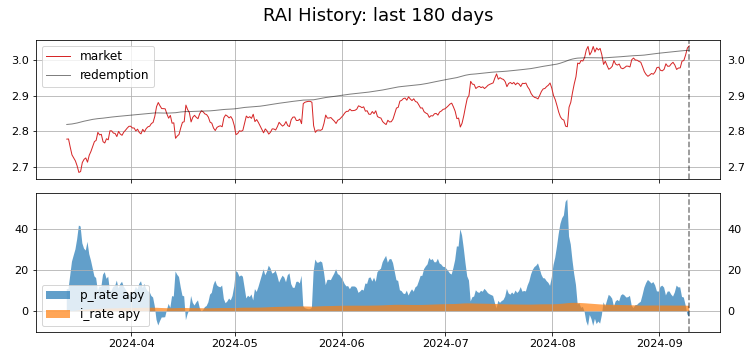 RAI History: last 180 days
market
redemption
3.0
2.9
2.8
2.7
3.0
2.9
2.8
2.7
p_rate apy
i_rate apy
40
20
0
40
20
0
2024-04 2024-05 2024-06 2024-07 2024-08 2024-09